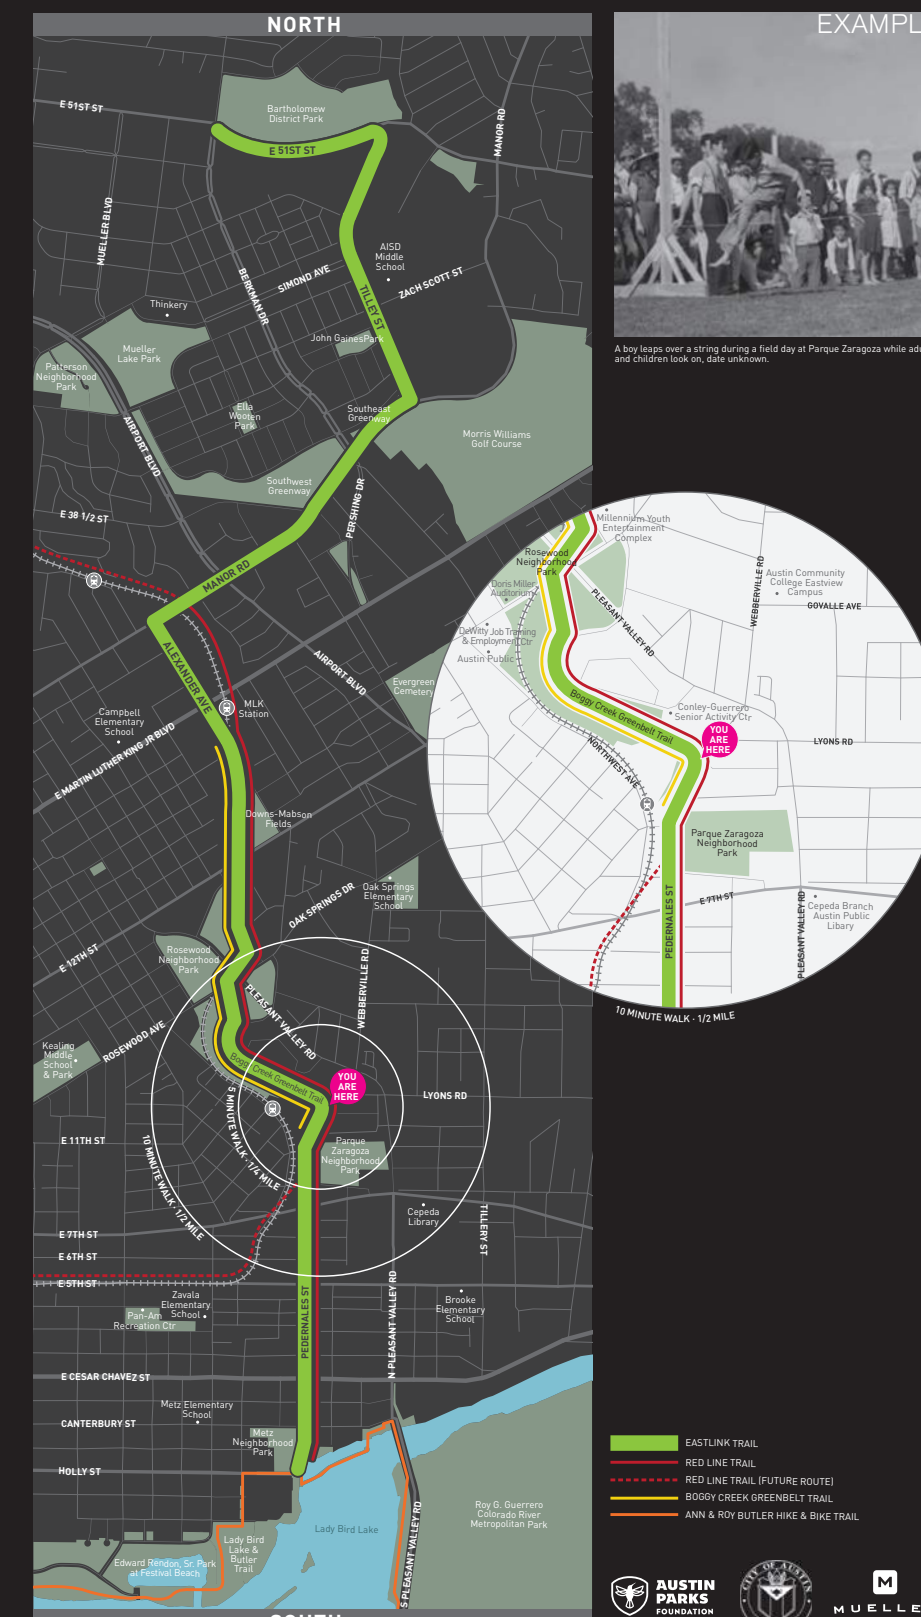 NORTH
EXAMPL
Bartholomew
District Park
E 51ST ST
E 51ST ST
MANOR RD
MUELLER BLVD
AISD
Middle
School
SIMOND AVE
BERKMAN DR
ZACH SCOTT ST
TILLEY ST
Thinkery
John GainesPark
Mueller
Lake Park
Patterson
Neighborhood
Park
A boy leaps over a string during a field day at Parque Zaragoza while adu
and children look on, date unknown.
Ella
Wooten
Park
Southeast
Greenway
AIRPORT BLVD
Morris Williams
Golf Course
Southwest
Greenway
PERSHING DR
E 38 1/2 ST
MANOR RD
ALEXANDER AVE
AIRPORT BLVD
Evergreen
Cemetery
MLK
Station
Campbell
Elementary
School
E MARTIN LUTHER KING JR BLVD
Downs-Mabson
Fields
OAK SPRINGS DR
Oak Springs
Elementary
School
E 12TH ST
Rosewood
Neighborhood
Park
PLEASANT VALLEY RD
WEBBERVILLE RD
ROSEWOOD AVE
Kealing
Middle
School
& Park
Boggy Creek Greenbelt Trail
YOU
ARE
HERE
LYONS RD
5 MINUTE WALK · 1/4 MILE
10 MINUTE WALK · 1/2 MILE
E 11TH ST
Parque
Zaragoza
Neighborhood
Park
Cepeda
Library
TILLERY ST
E 7TH ST
E 6TH ST
E 5TH ST
Zavala
Elementary
School
Pan-Am
Recreation Ctr
PEDERNALES ST
N PLEASANT VALLEY RD
Brooke
Elementary
School
E CESAR CHAVEZ ST
Metz Elementary
School
CANTERBURY ST
Metz
Neighborhood
Park
HOLLY ST
Lady Bird Lake
Roy G. Guerrero
Colorado River
Metropolitan Park
S PLEASANT VALLEY RD
Lady Bird
Lake &
Butler
Trail
Edward Rendon, Sr. Park
at Festival Beach
SOUTH
Millennium Youth
Entertainment
Complex
Rosewood
Neighborhood
Park
Doris Miller
Auditorium
DeWitty Job Training
& Employment Ctr
Austin Public
PLEASANT VALLEY RD
WEBBERVILLE RD
Austin Community
College Eastview
Campus
GOVALLE AVE
Boggy Creek Greenbelt Trail
Conley-Guerrero
Senior Activity Ctr
YOU
ARE
HERE
LYONS RD
NORTHWEST AVE
Parque Zaragoza
Neighborhood
Park
E 7TH ST
PEDERNALES ST
PLEASANT VALLEY RD
Cepeda Branch
Austin Public
Libary
10 MINUTE WALK · 1/2 MILE
EASTLINK TRAIL
RED LINE TRAIL
RED LINE TRAIL (FUTURE ROUTE)
BOGGY CREEK GREENBELT TRAIL
ANN & ROY BUTLER HIKE & BIKE TRAIL
AUSTIN
PARKS
FOUNDATION
CITY OF AUSTIN
M
MUELLE